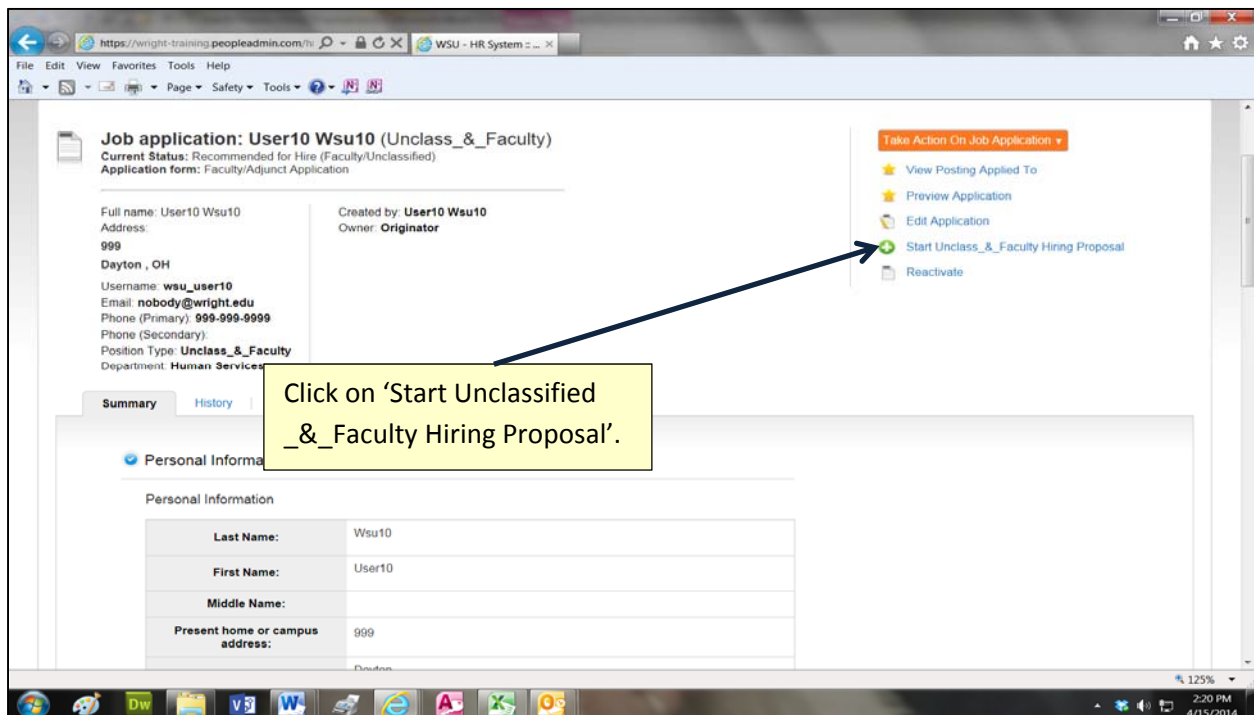 https://wright-training.peopleadmin.com/h
WSU - HR System :: ...
File Edit View Favorites Tools Help
Page Safety Tools
Job application: User10 Wsu10 (Unclass_&_Faculty)
Current Status: Recommended for Hire (Faculty/Unclassified)
Application form: Faculty/Adjunct Application
Full name: User10 Wsu10
Address:
999
Dayton , OH
Username: wsu_user10
Email: nobody@wright.edu
Phone (Primary): 999-999-9999
Phone (Secondary):
Position Type: Unclass_&_Faculty
Department: Human Services
Created by: User10 Wsu10
Owner: Originator
Take Action On Job Application
View Posting Applied To
Preview Application
Edit Application
Start Unclass_&_Faculty Hiring Proposal
Reactivate
Click on ‘Start Unclassified
_&_Faculty Hiring Proposal’.
Summary History
Personal Informa
Personal Information
Last Name: Wsu10
First Name: User10
Middle Name:
Present home or campus
address: 999
Dayton
125%
Dw
2:20 PM
4/15/2014